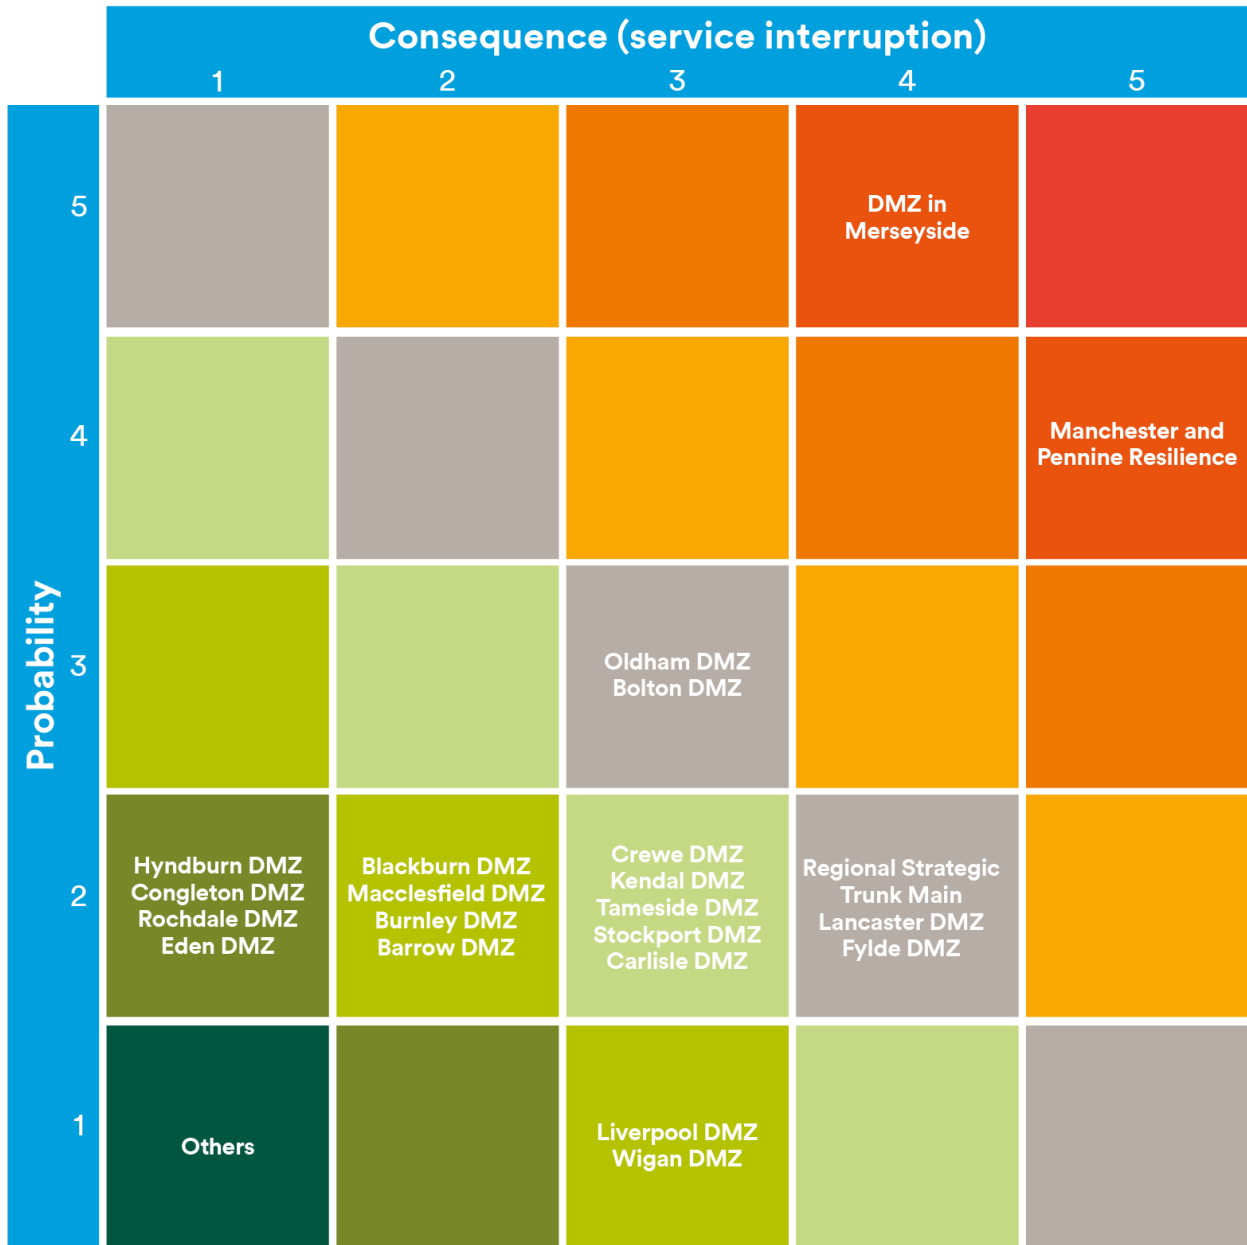 Consequence (service interruption)
1 2 3 4 5
Probability
5
DMZ in
Merseyside
4
Manchester and
Pennine Resilience
3
Oldham DMZ
Bolton DMZ
2
Hyndburn DMZ
Congleton DMZ
Rochdale DMZ
Eden DMZ
Blackburn DMZ
Macclesfield DMZ
Burnley DMZ
Barrow DMZ
Crewe DMZ
Kendal DMZ
Tameside DMZ
Stockport DMZ
Carlisle DMZ
Regional Strategic
Trunk Main
Lancaster DMZ
Fylde DMZ
1
Others
Liverpool DMZ
Wigan DMZ